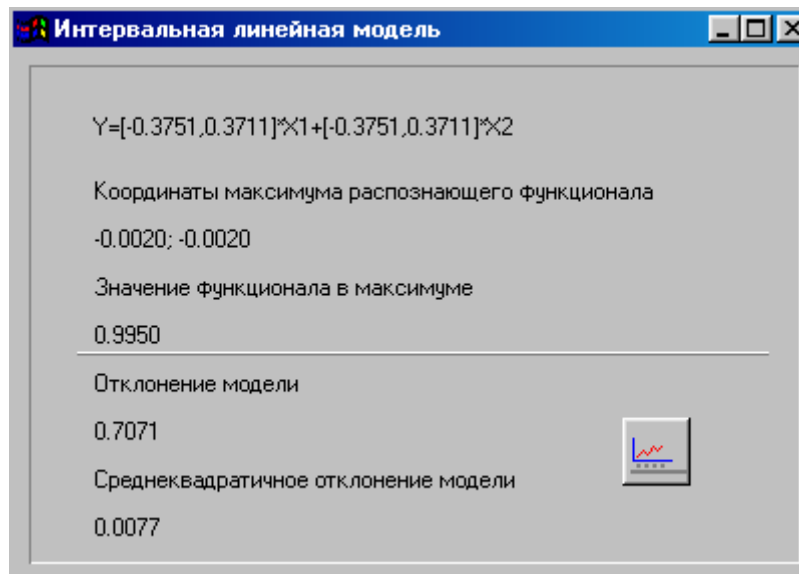 Интервальная линейная модель
Y=[-0.3751,0.3711]*X1+[-0.3751,0.3711]*X2
Координаты максимума распознающего функционала
-0.0020; -0.0020
Значение функционала в максимуме
0.9950
Отклонение модели
0.7071
Среднеквадратичное отклонение модели
0.0077